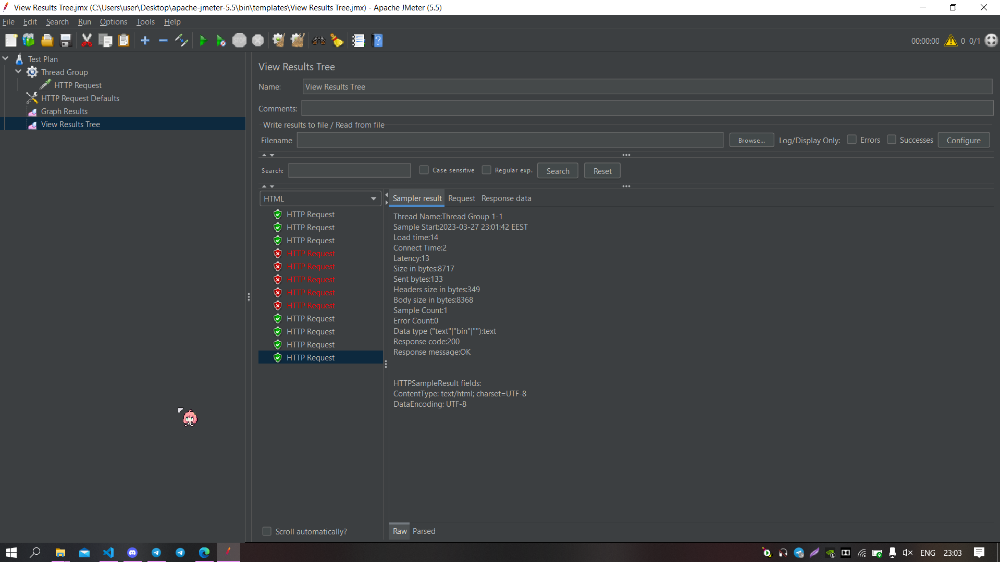 View Results Tree.jmx (C:\Users\user\Desktop\apache-jmeter-5.5\bin\templates\View Results Tree.jmx) - Apache JMeter (5.5)
File Edit Search Run Options Tools Help
STOP
00:00:00 0 0/1
Test Plan
Thread Group
HTTP Request
HTTP Request Defaults
Graph Results
View Results Tree
View Results Tree
Name: View Results Tree
Comments:
Write results to file / Read from file
Filename Browse... Log/Display Only: Errors Successes Configure
Search: Case sensitive Regular exp. Search Reset
HTML
HTTP Request
HTTP Request
HTTP Request
HTTP Request
HTTP Request
HTTP Request
HTTP Request
HTTP Request
HTTP Request
HTTP Request
HTTP Request
HTTP Request
Scroll automatically?
Sampler result Request Response data
Thread Name:Thread Group 1-1
Sample Start:2023-03-27 23:01:42 EEST
Load time:14
Connect Time:2
Latency:13
Size in bytes:8717
Sent bytes:133
Headers size in bytes:349
Body size in bytes:8368
Sample Count:1
Error Count:0
Data type ("text"|"bin"|""):text
Response code:200
Response message:OK
HTTPSampleResult fields:
ContentType: text/html; charset=UTF-8
DataEncoding: UTF-8
Raw Parsed
ENG 23:03